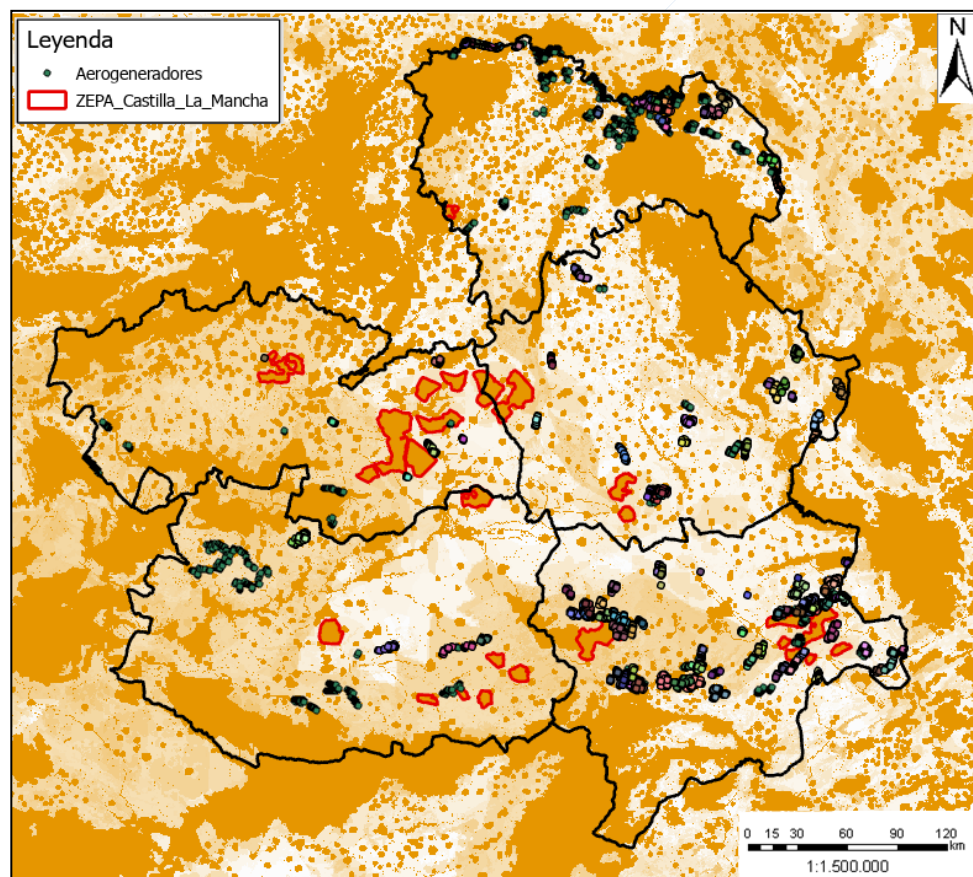 Leyenda
Aerogeneradores
ZEPA_Castilla_La_Mancha
N
0 15 30 60 90 120
km
1:1.500.000